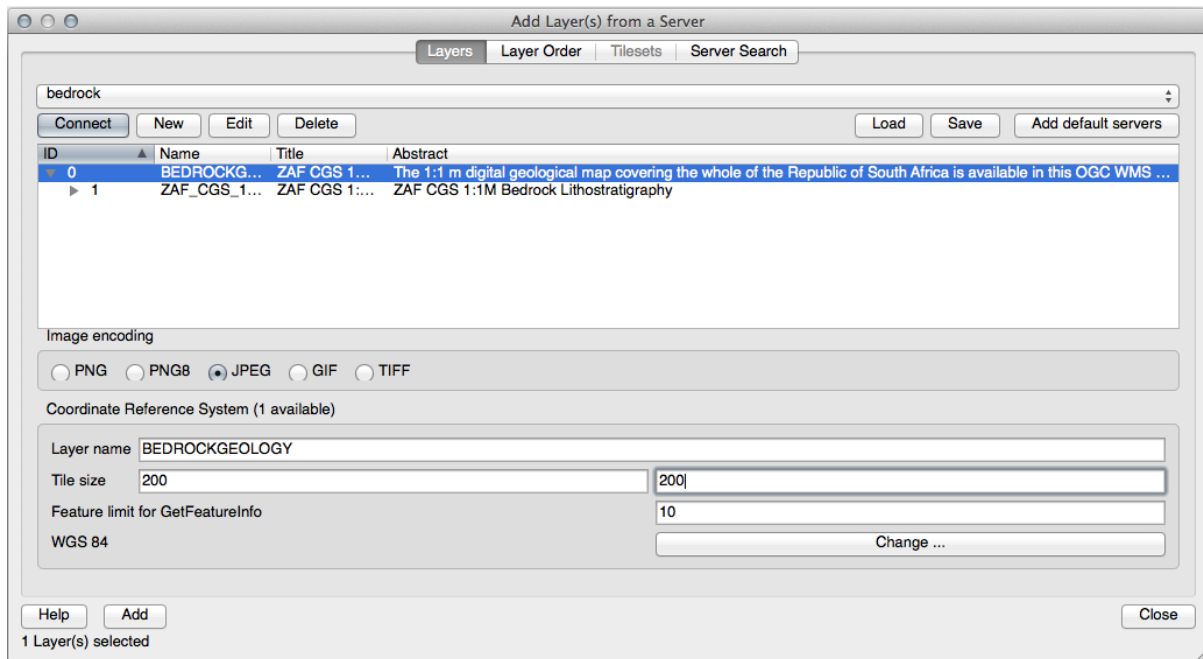 Add Layer(s) from a Server
Layers Layer Order Tilesets Server Search
bedrock
Connect New Edit Delete Load Save Add default servers
ID Name Title Abstract
0 BEDROCKG... ZAF CGS 1... The 1:1 m digital geological map covering the whole of the Republic of South Africa is available in this OGC WMS ...
1 ZAF_CGS_1... ZAF CGS 1:... ZAF CGS 1:1M Bedrock Lithostratigraphy
Image encoding
PNG PNG8 JPEG GIF TIFF
Coordinate Reference System (1 available)
Layer name BEDROCKGEOLOGY
Tile size 200 200
Feature limit for GetFeatureInfo 10
WGS 84 Change ...
Help Add Close
1 Layer(s) selected